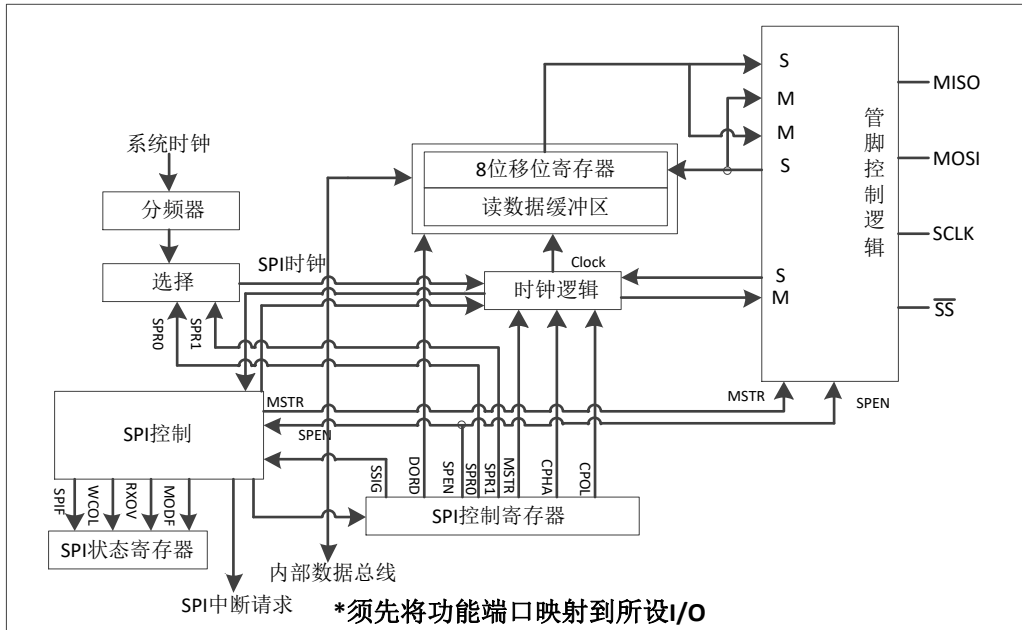 S
M
MISO
系统时钟
M
8位移位寄存器
S
MOSI
管脚控制逻辑
分频器
读数据缓冲区
SCLK
SPI时钟
Clock
选择
时钟逻辑
S
M
SS
SPR0
SPR1
MSTR
MSTR
SPEN
SPEN
SPI控制
SSIG
DORD
SPEN
SPR0
SPR1
MSTR
CPHA
CPOL
SPIF
WCOL
RXOV
MODF
SPI控制寄存器
SPI状态寄存器
内部数据总线
SPI中断请求
*须先将功能端口映射到所设I/O